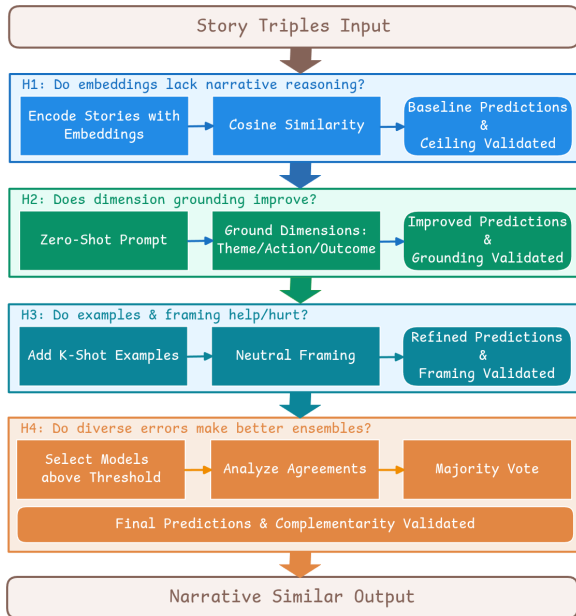 Story Triples Input
H1: Do embeddings lack narrative reasoning?
Encode Stories with
Embeddings
Cosine Similarity
Baseline Predictions
&
Ceiling Validated
H2: Does dimension grounding improve?
Zero-Shot Prompt
Ground Dimensions:
Theme/Action/Outcome
Improved Predictions
&
Grounding Validated
H3: Do examples & framing help/hurt?
Add K-Shot Examples
Neutral Framing
Refined Predictions
&
Framing Validated
H4: Do diverse errors make better ensembles?
Select Models
above Threshold
Analyze Agreements
Majority Vote
Final Predictions & Complementarity Validated
Narrative Similar Output